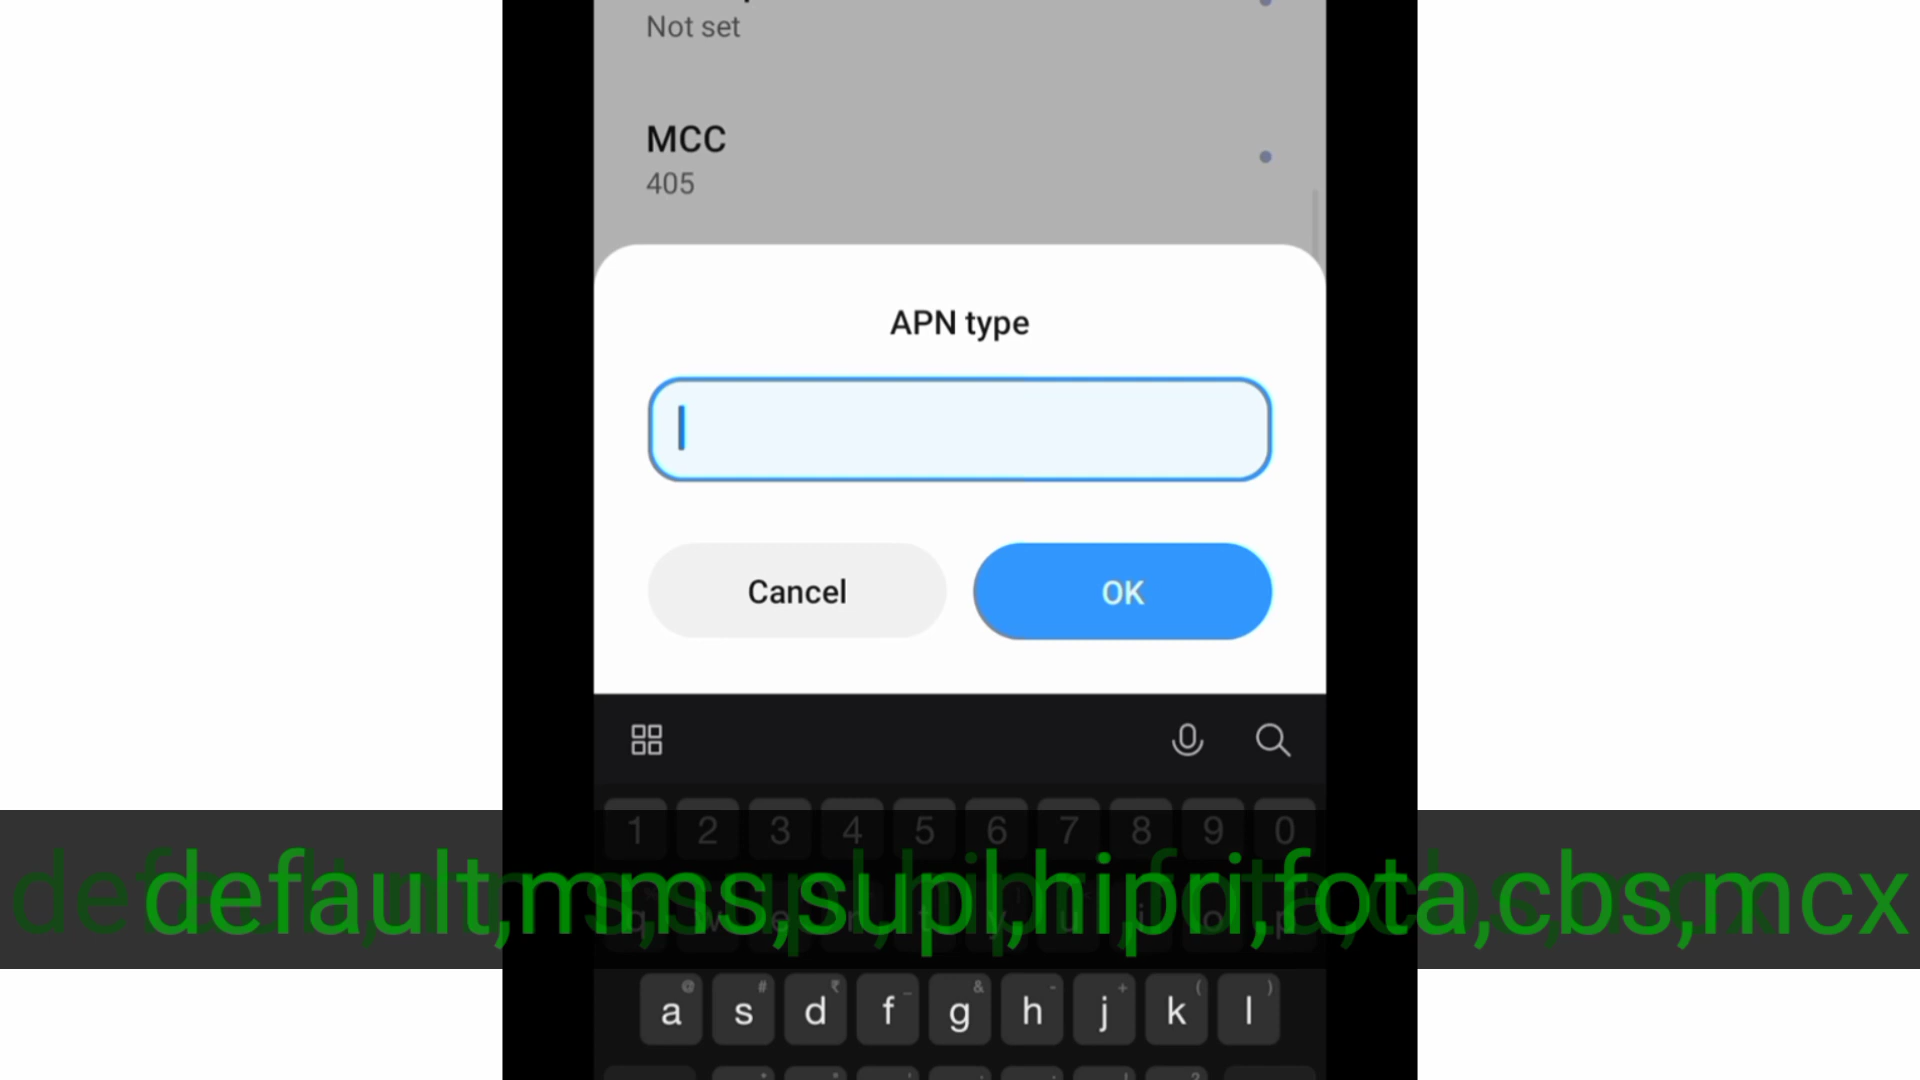 Not set
MCC
405
APN type
Cancel
OK
1 2 3 4 5 6 7 8 9 0
default,mms,supl,hipri,fota,cbs,mcx
q w e r t y u i o p
@ # ₹ _ & - + ( )
a s d f g h j k l